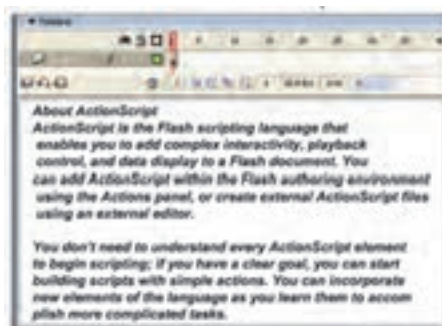 About ActionScript
ActionScript is the Flash scripting language that
enables you to add complex interactivity, playback
control, and data display to a Flash document. You
can add ActionScript within the Flash authoring environment
using the Actions panel, or create external ActionScript files
using an external editor.
You don't need to understand every ActionScript element
to begin scripting; if you have a clear goal, you can start
building scripts with simple actions. You can incorporate
new elements of the language as you learn them to accom
plish more complicated tasks.